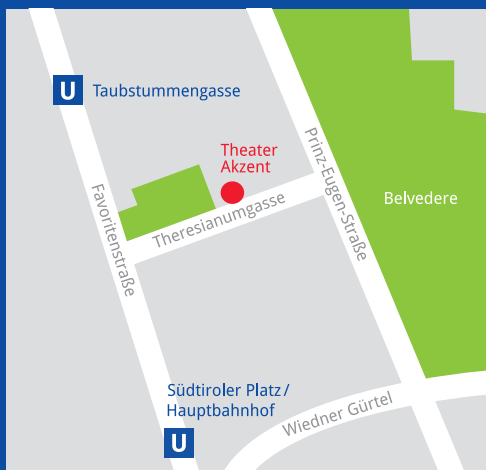 U
Taubstummengasse
Theater
Akzent
Prinz-Eugen-Straße
Favoritenstraße
Theresianumgasse
Belvedere
Südtiroler Platz/
Hauptbahnhof
Wiedner Gürtel
U